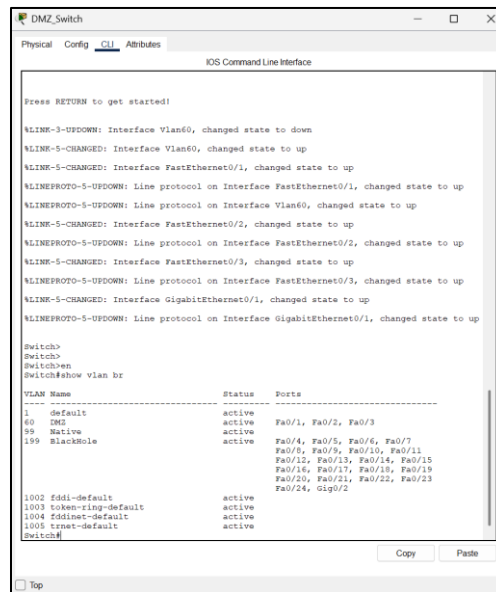 DMZ_Switch
Physical Config CLI Attributes
IOS Command Line Interface
Press RETURN to get started!
%LINK-3-UPDOWN: Interface Vlan60, changed state to down
%LINK-5-CHANGED: Interface Vlan60, changed state to up
%LINK-5-CHANGED: Interface FastEthernet0/1, changed state to up
%LINEPROTO-5-UPDOWN: Line protocol on Interface FastEthernet0/1, changed state to up
%LINEPROTO-5-UPDOWN: Line protocol on Interface Vlan60, changed state to up
%LINK-5-CHANGED: Interface FastEthernet0/2, changed state to up
%LINEPROTO-5-UPDOWN: Line protocol on Interface FastEthernet0/2, changed state to up
%LINK-5-CHANGED: Interface FastEthernet0/3, changed state to up
%LINEPROTO-5-UPDOWN: Line protocol on Interface FastEthernet0/3, changed state to up
%LINK-5-CHANGED: Interface GigabitEthernet0/1, changed state to up
%LINEPROTO-5-UPDOWN: Line protocol on Interface GigabitEthernet0/1, changed state to up
Switch>
Switch>
Switch>en
Switch#show vlan br
VLAN Name Status Ports
---- -------------------------------- --------- -------------------------------
1 default active
60 DMZ active Fa0/1, Fa0/2, Fa0/3
99 Native active
199 BlackHole active Fa0/4, Fa0/5, Fa0/6, Fa0/7
Fa0/8, Fa0/9, Fa0/10, Fa0/11
Fa0/12, Fa0/13, Fa0/14, Fa0/15
Fa0/16, Fa0/17, Fa0/18, Fa0/19
Fa0/20, Fa0/21, Fa0/22, Fa0/23
Fa0/24, Gig0/2
1002 fddi-default active
1003 token-ring-default active
1004 fddinet-default active
1005 trnet-default active
Switch#
Copy Paste
Top